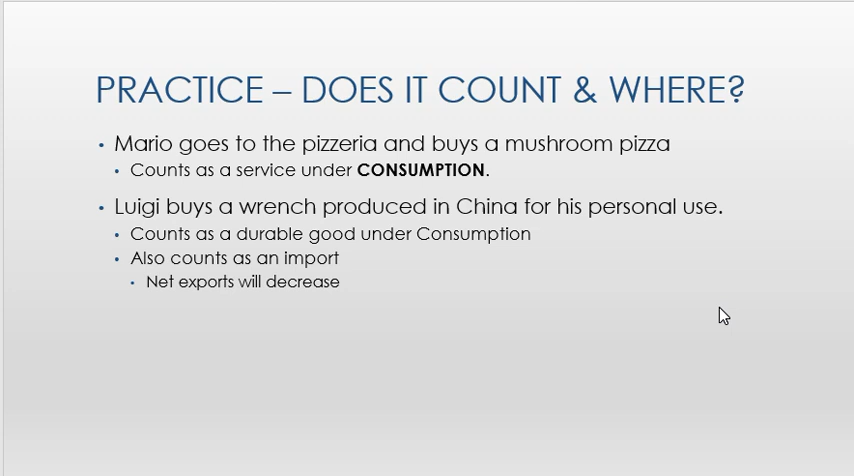 PRACTICE – DOES IT COUNT & WHERE?
• Mario goes to the pizzeria and buys a mushroom pizza
• Counts as a service under CONSUMPTION.
• Luigi buys a wrench produced in China for his personal use.
• Counts as a durable good under Consumption
• Also counts as an import
• Net exports will decrease